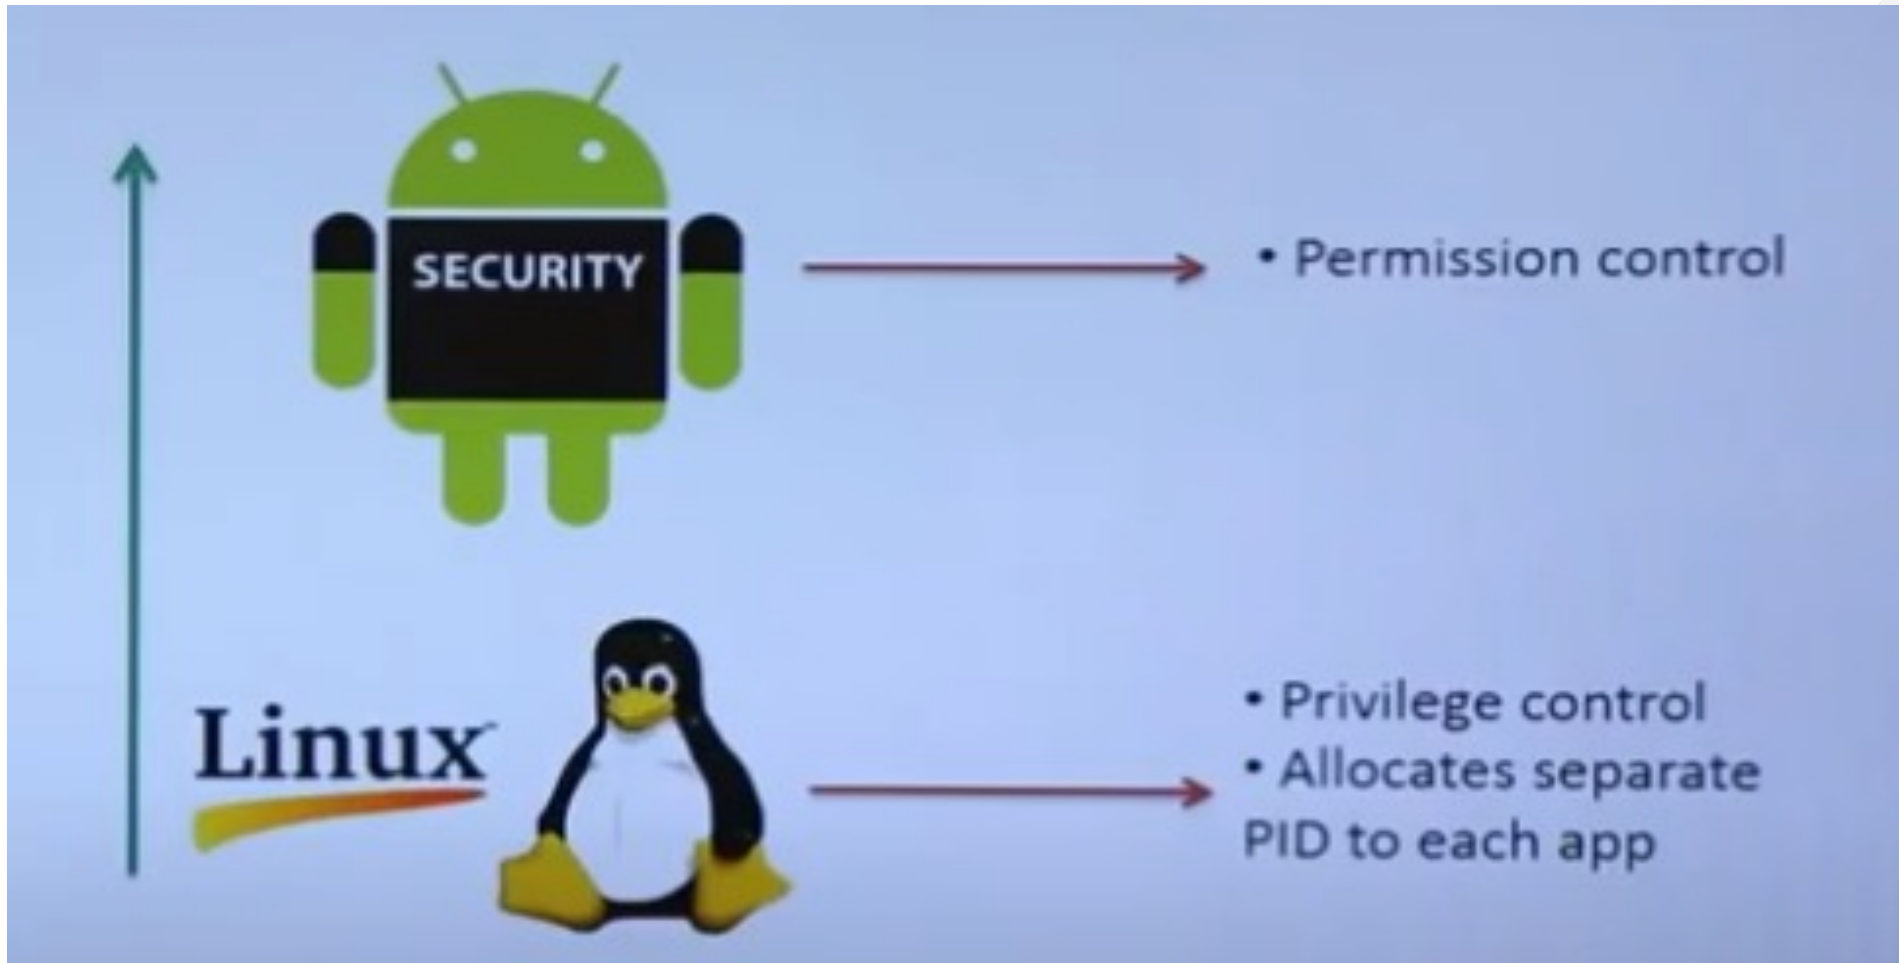 SECURITY
• Permission control
Linux
• Privilege control
• Allocates separate
PID to each app